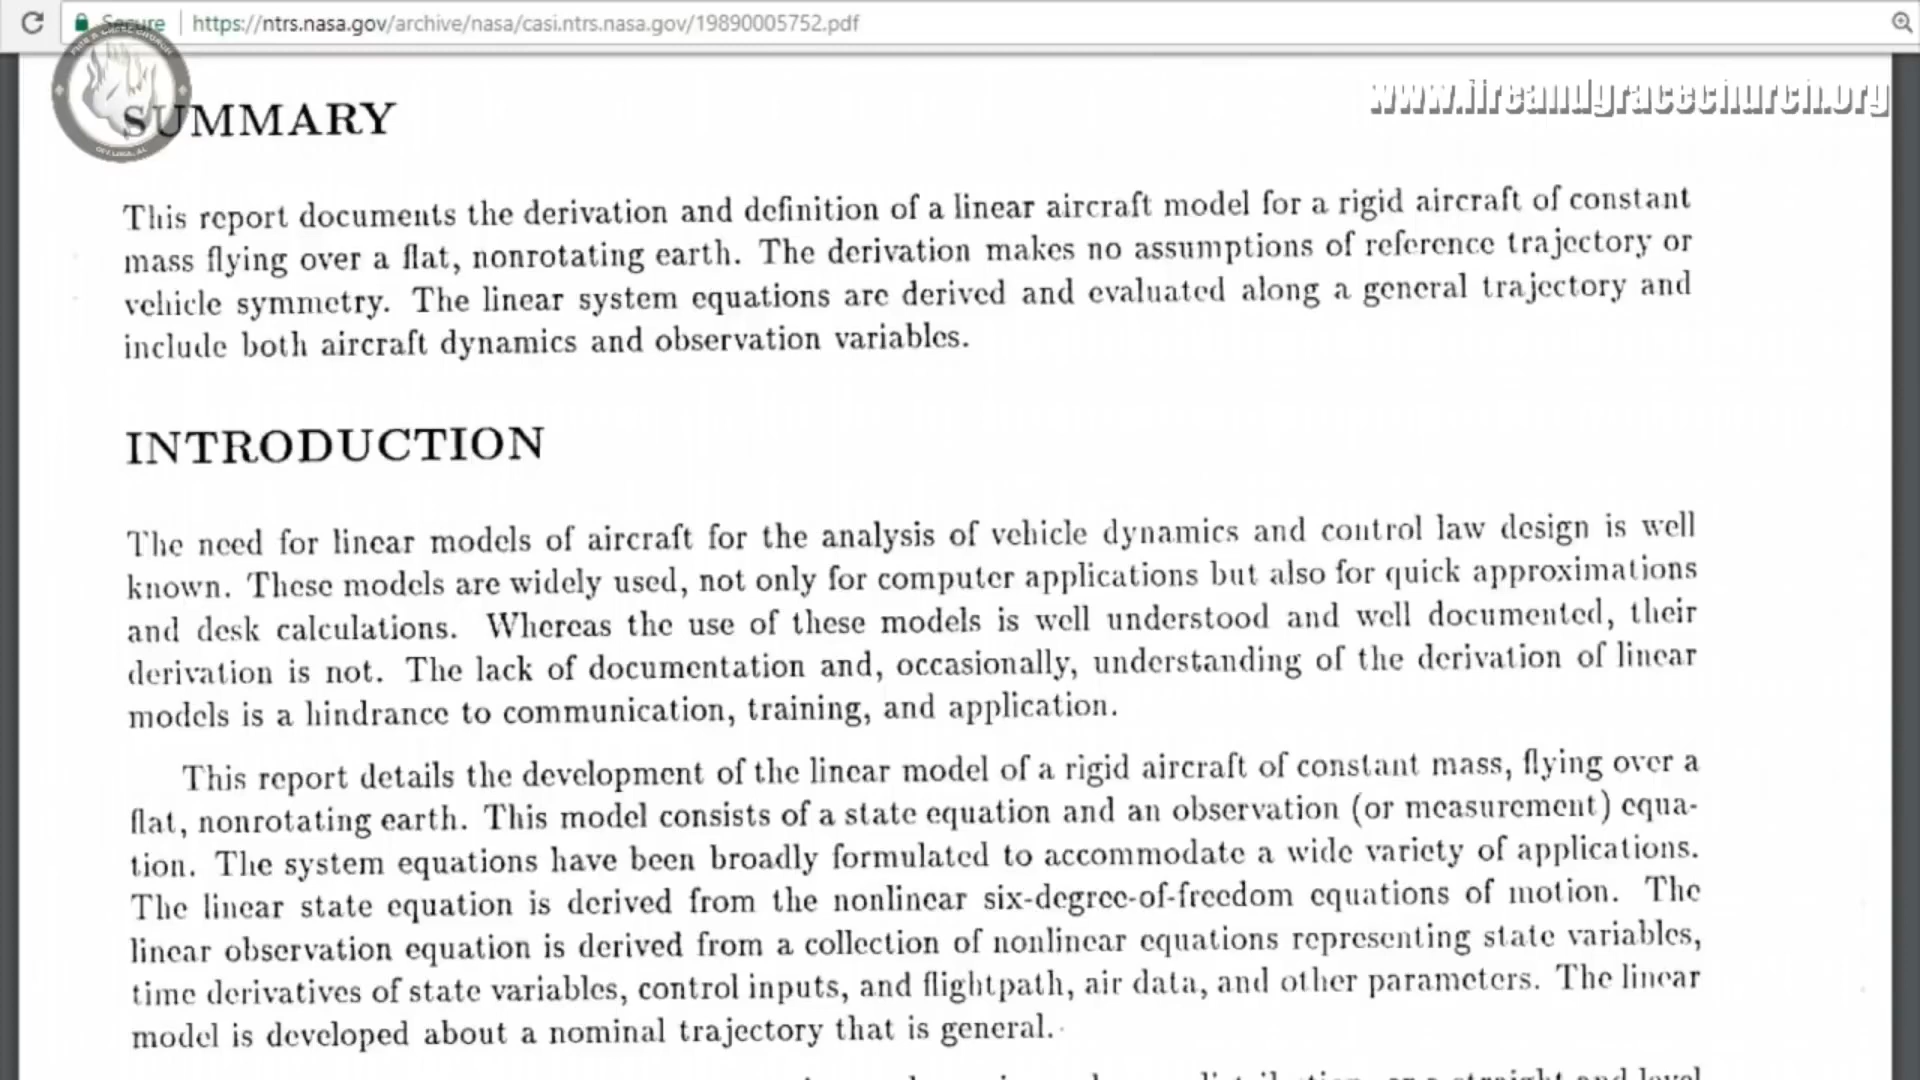 Secure https://ntrs.nasa.gov/archive/nasa/casi.ntrs.nasa.gov/19890005752.pdf
www.fireandgracechurch.org
SUMMARY
This report documents the derivation and definition of a linear aircraft model for a rigid aircraft of constant
mass flying over a flat, nonrotating earth. The derivation makes no assumptions of reference trajectory or
vehicle symmetry. The linear system equations are derived and evaluated along a general trajectory and
include both aircraft dynamics and observation variables.
INTRODUCTION
The need for linear models of aircraft for the analysis of vehicle dynamics and control law design is well
known. These models are widely used, not only for computer applications but also for quick approximations
and desk calculations. Whereas the use of these models is well understood and well documented, their
derivation is not. The lack of documentation and, occasionally, understanding of the derivation of linear
models is a hindrance to communication, training, and application.
This report details the development of the linear model of a rigid aircraft of constant mass, flying over a
flat, nonrotating earth. This model consists of a state equation and an observation (or measurement) equa-
tion. The system equations have been broadly formulated to accommodate a wide variety of applications.
The linear state equation is derived from the nonlinear six-degree-of-freedom equations of motion. The
linear observation equation is derived from a collection of nonlinear equations representing state variables,
time derivatives of state variables, control inputs, and flightpath, air data, and other parameters. The linear
model is developed about a nominal trajectory that is general.